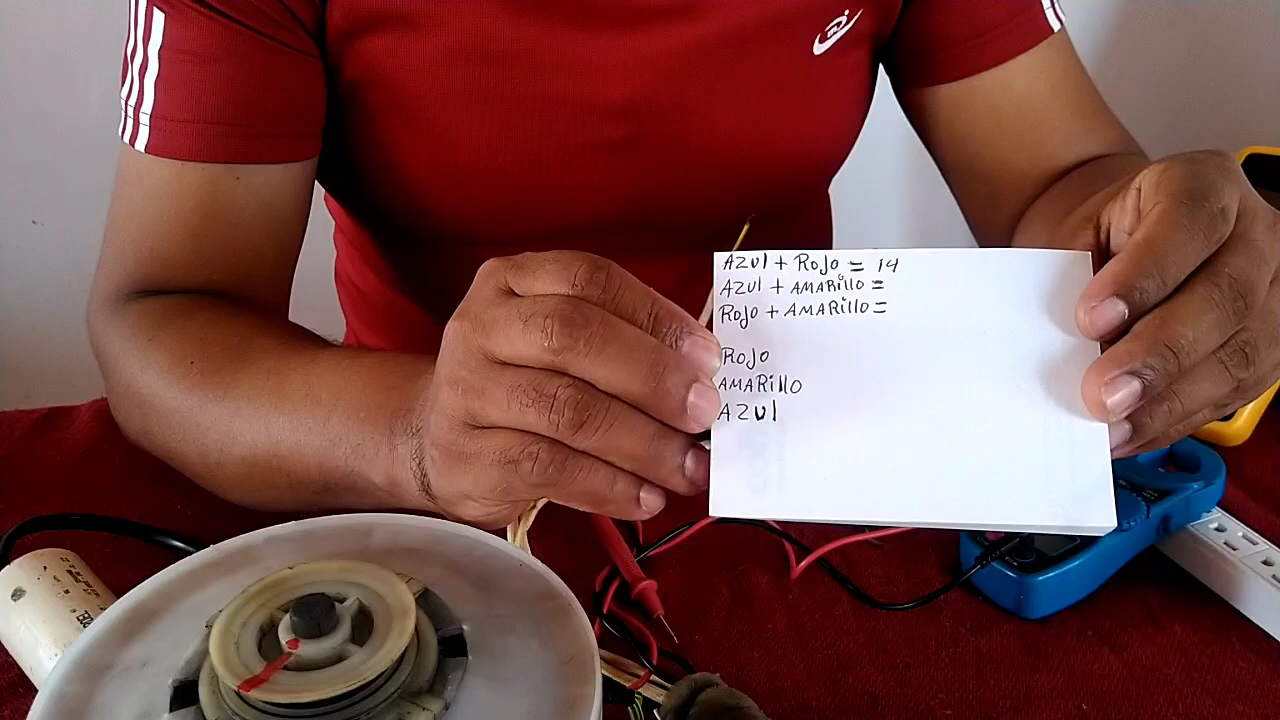 AZUL + ROJO = 14
AZUL + AMARillO =
ROJO + AMARillO =
ROJO
AMARillO
AZUl